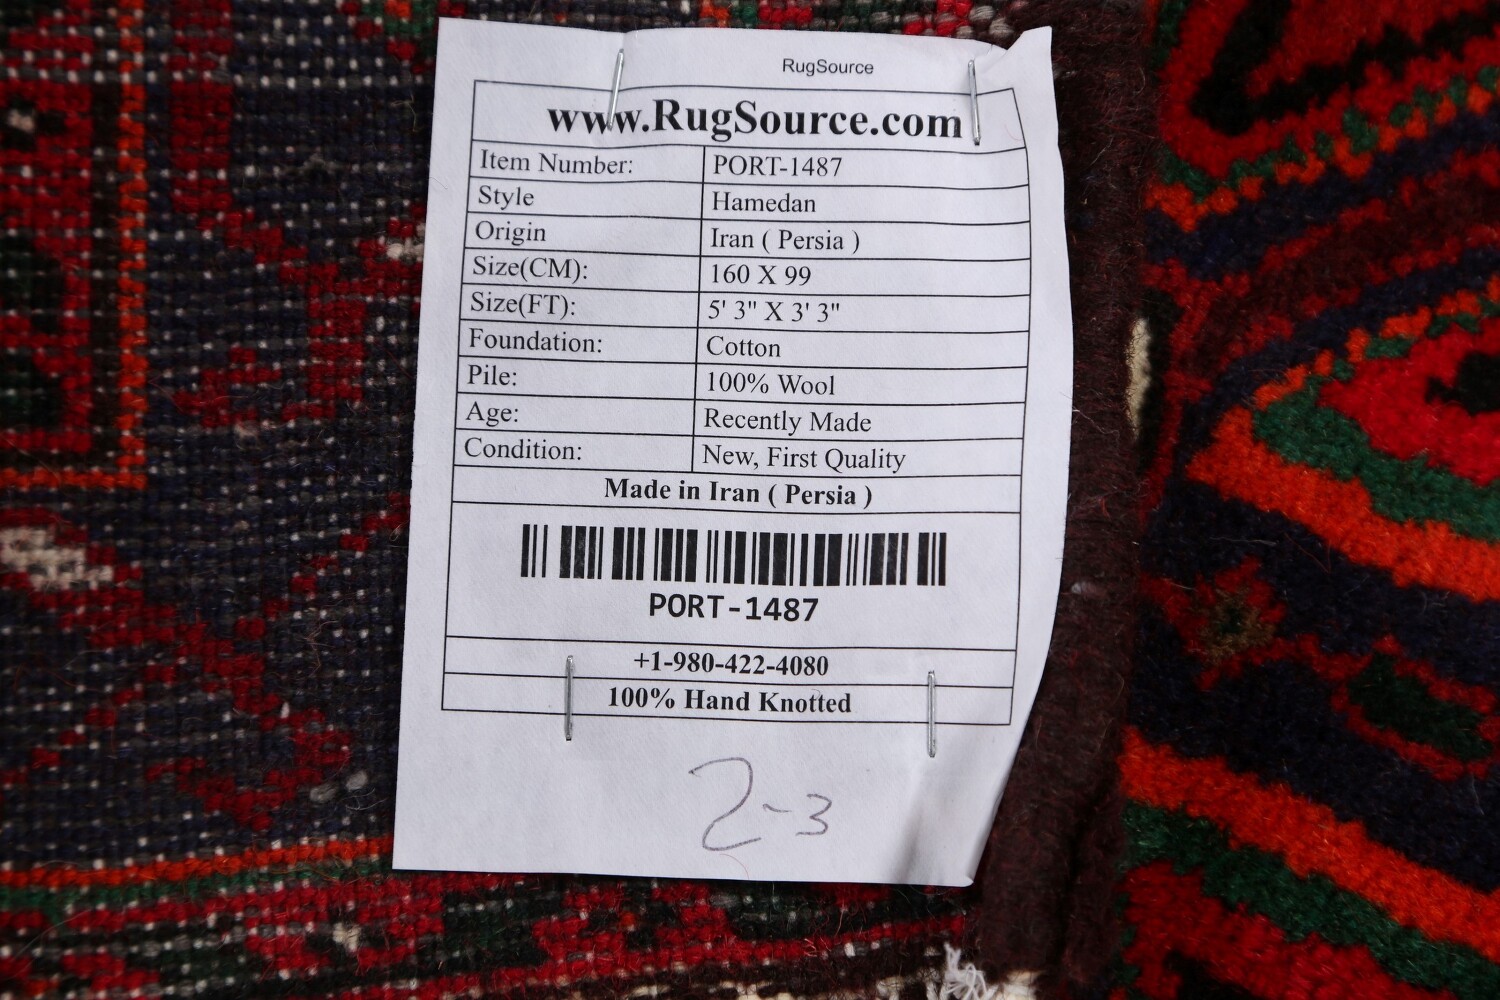 RugSource
www.RugSource.com
Item Number: PORT-1487
Style Hamedan
Origin Iran ( Persia )
Size(CM): 160 X 99
Size(FT): 5' 3" X 3' 3"
Foundation: Cotton
Pile: 100% Wool
Age: Recently Made
Condition: New, First Quality
Made in Iran ( Persia )
PORT-1487
+1-980-422-4080
100% Hand Knotted
2-3